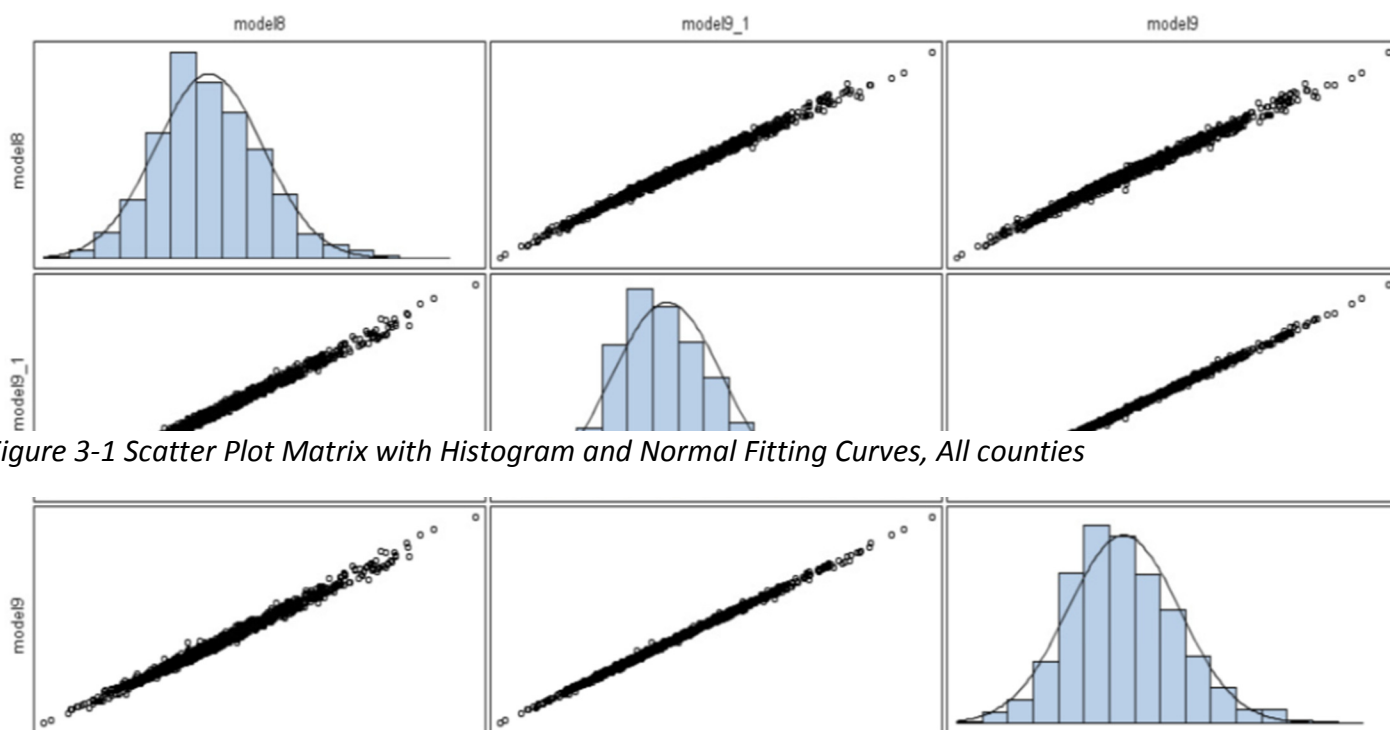 model8 model9_1 model9
model8
model9_1
igure 3-1 Scatter Plot Matrix with Histogram and Normal Fitting Curves, All counties
model9